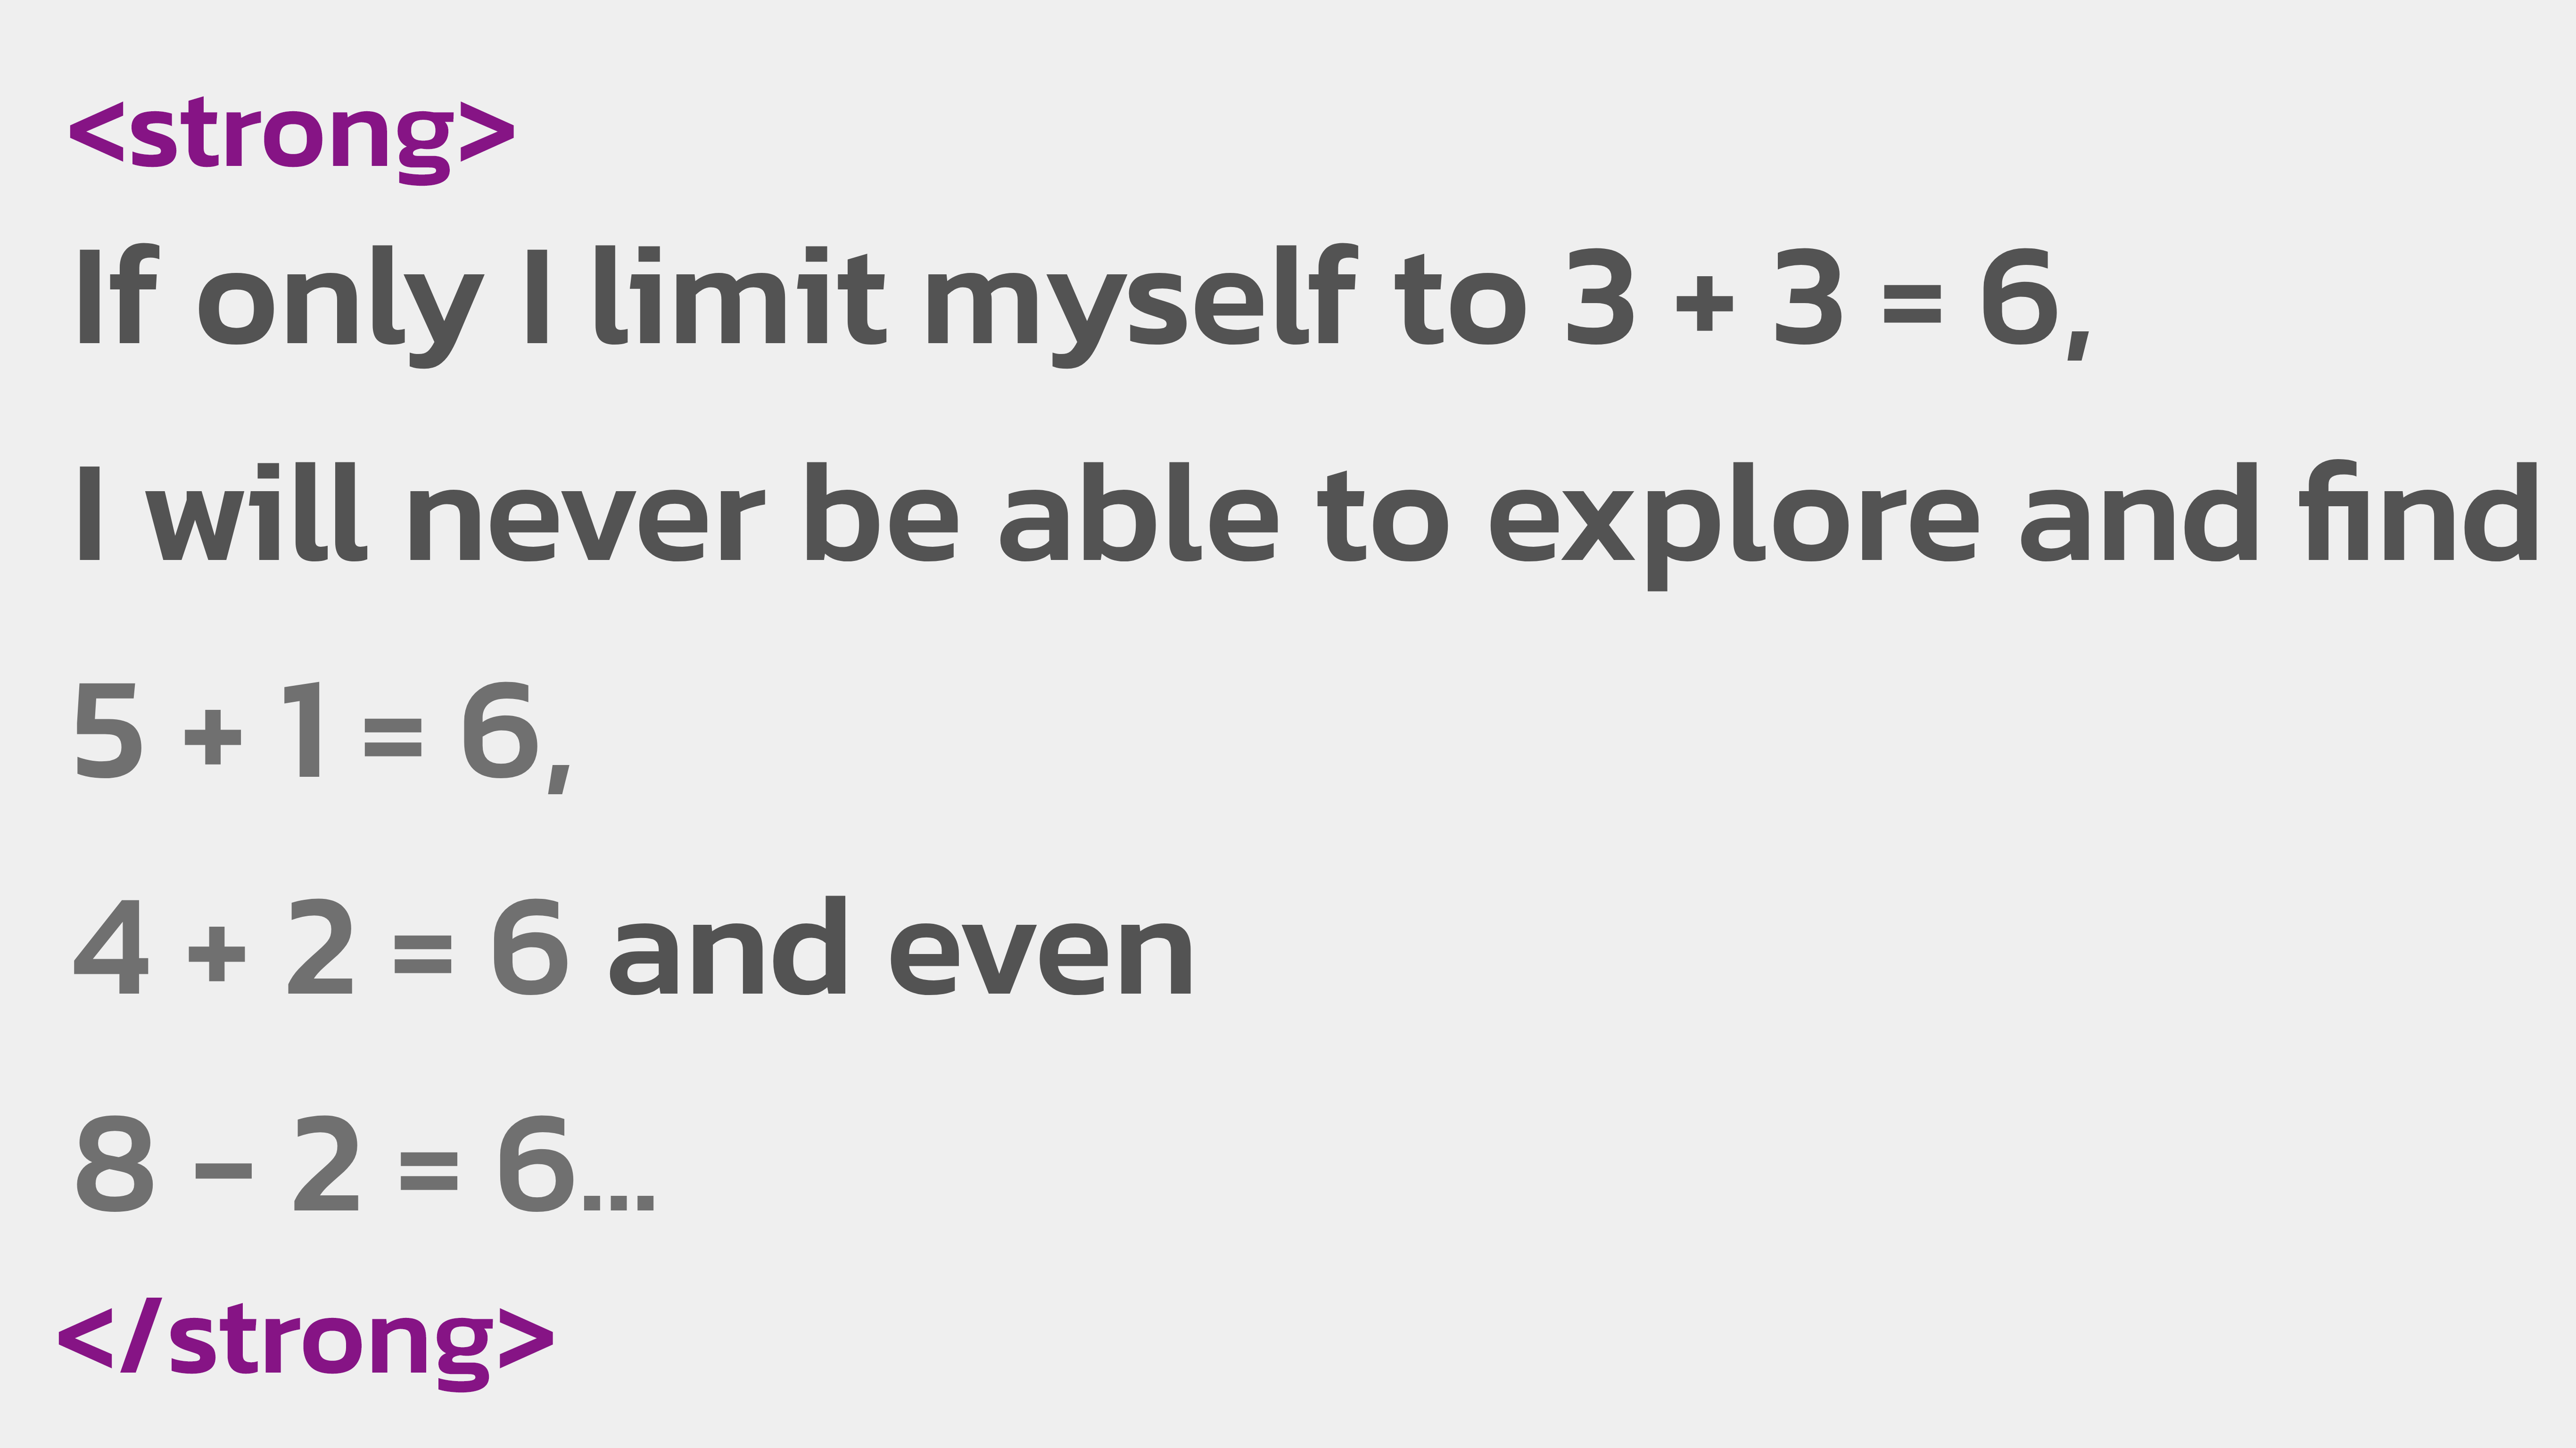 <strong>
If only I limit myself to 3 + 3 = 6,
I will never be able to explore and find
5 + 1 = 6,
4 + 2 = 6 and even
8 – 2 = 6...
</strong>